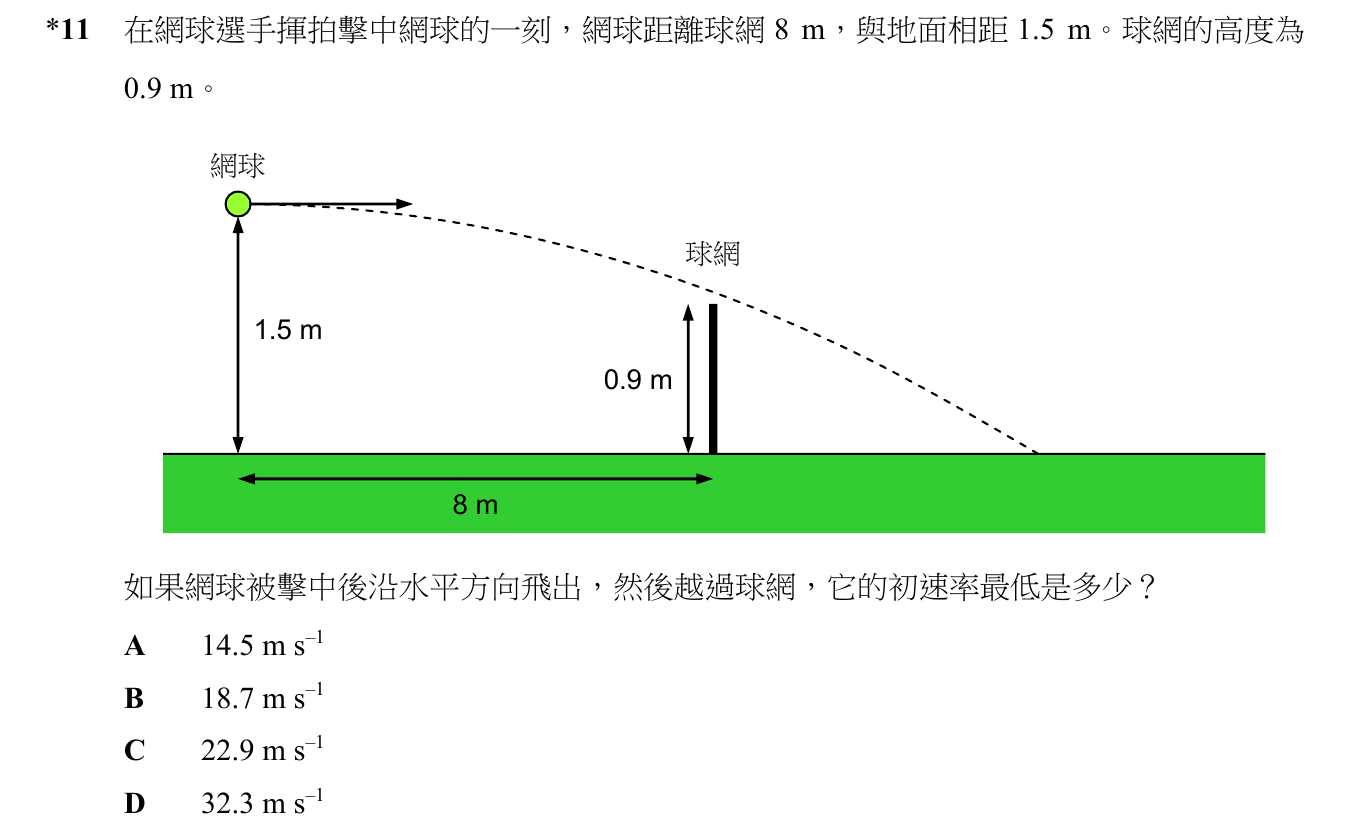 *11 在網球選手揮拍擊中網球的一刻，網球距離球網 8 m，與地面相距 1.5 m。球網的高度為
0.9 m。
網球
球網
1.5 m
0.9 m
8 m
如果網球被擊中後沿水平方向飛出，然後越過球網，它的初速率最低是多少？
A 14.5 m s⁻¹
B 18.7 m s⁻¹
C 22.9 m s⁻¹
D 32.3 m s⁻¹